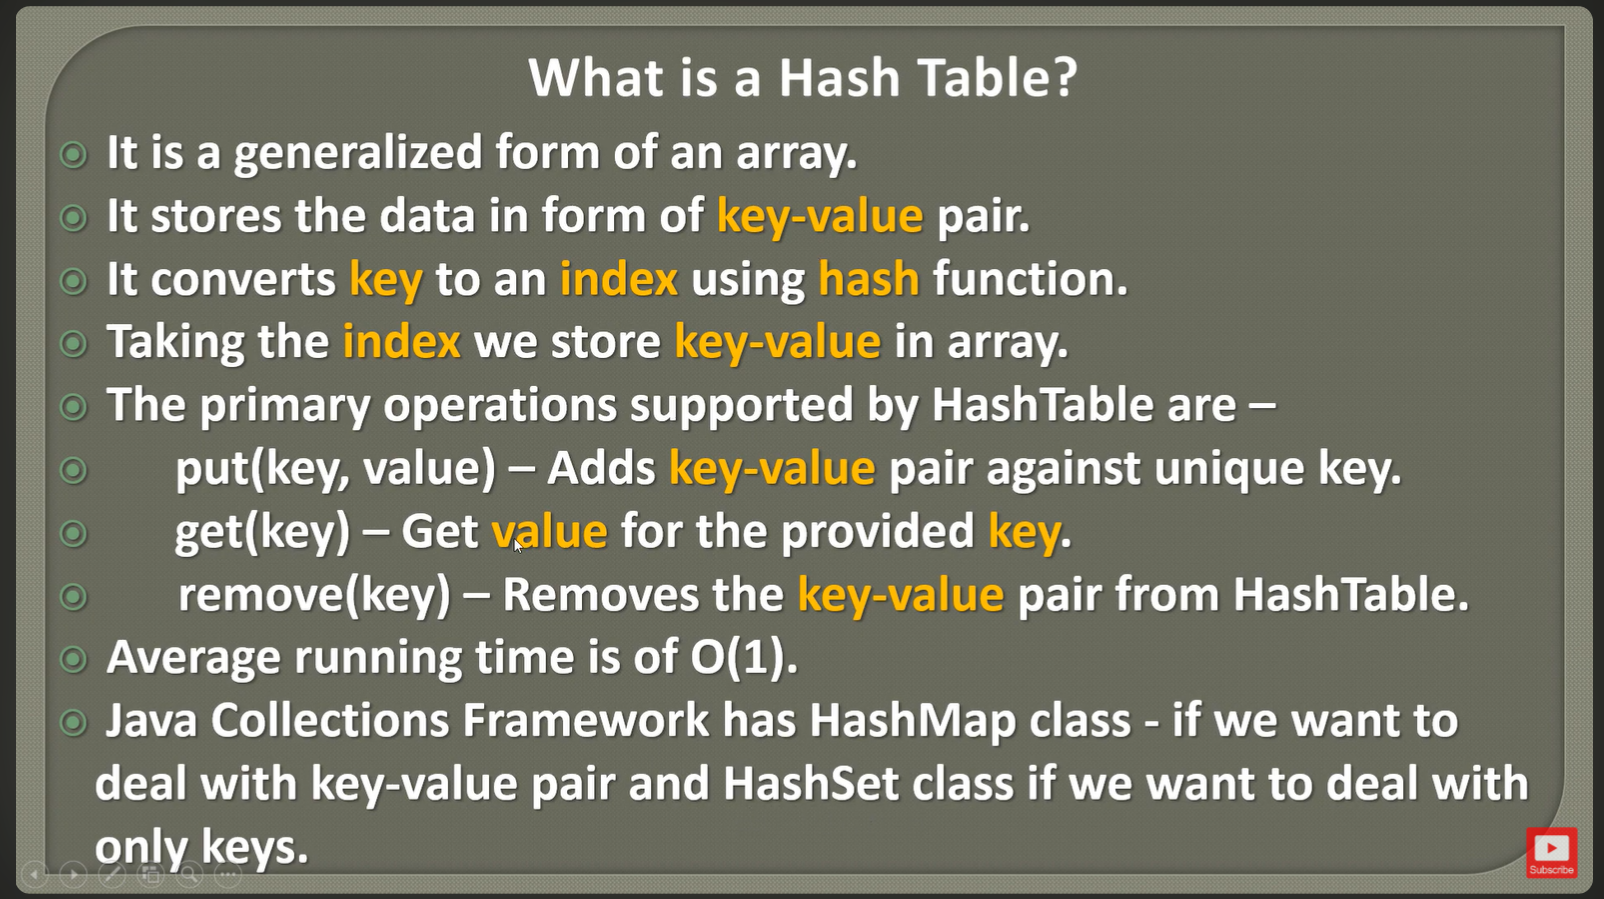 What is a Hash Table?
It is a generalized form of an array.
It stores the data in form of key-value pair.
It converts key to an index using hash function.
Taking the index we store key-value in array.
The primary operations supported by HashTable are –
put(key, value) – Adds key-value pair against unique key.
get(key) – Get value for the provided key.
remove(key) – Removes the key-value pair from HashTable.
Average running time is of O(1).
Java Collections Framework has HashMap class - if we want to
deal with key-value pair and HashSet class if we want to deal with
only keys.
Subscribe